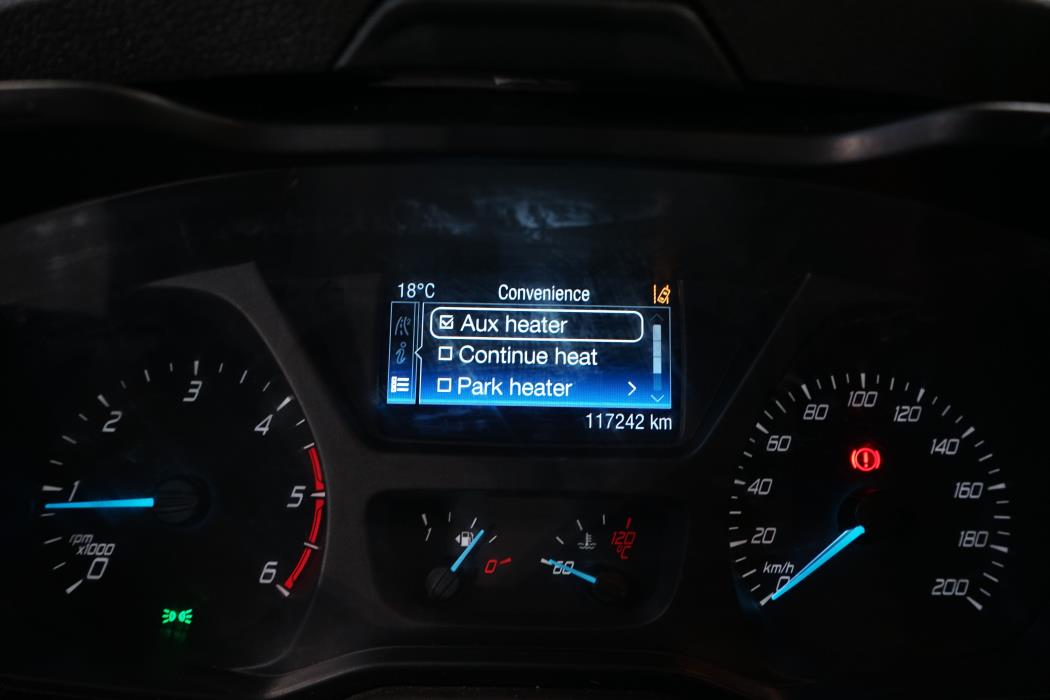 18°C Convenience
Aux heater
Continue heat
Park heater
117242 km
0
1
2
3
4
5
6
rpm
x1000
1
0
60
120
°C
0
20
40
60
80
100
120
140
160
180
200
km/h